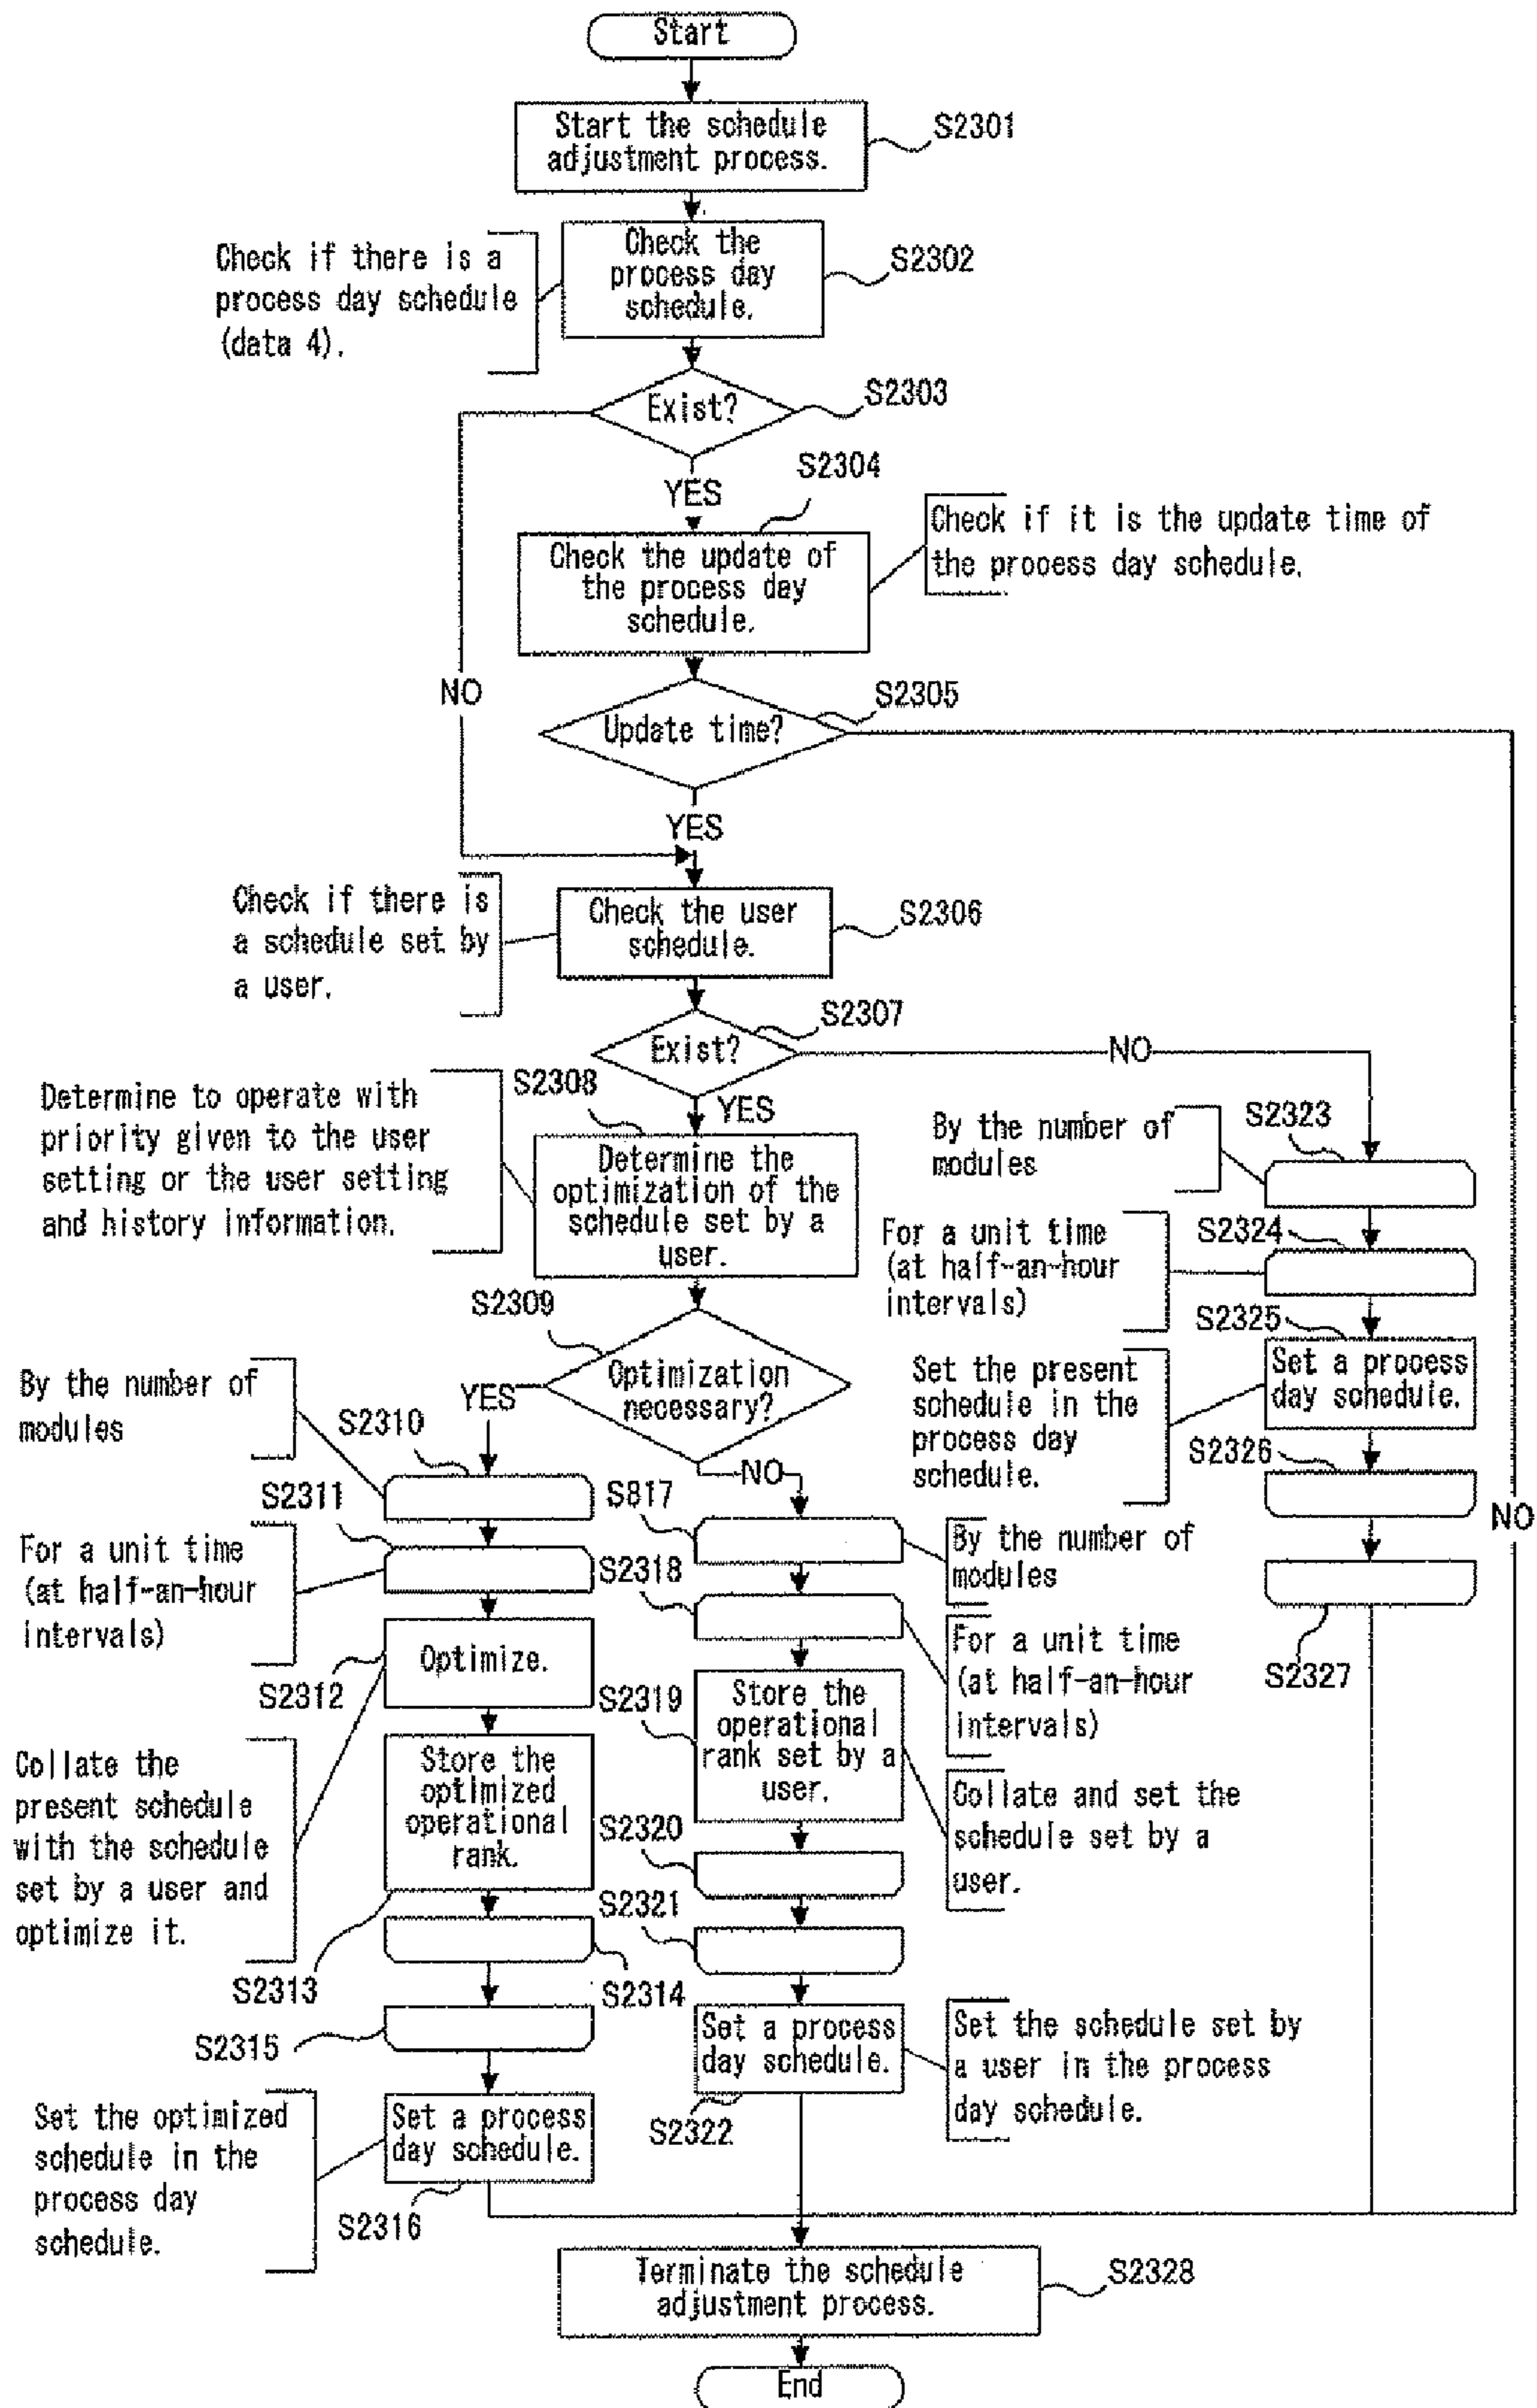 Start
Start the schedule
adjustment process.
S2301
Check if there is a
process day schedule
(data 4).
Check the
process day
schedule.
S2302
Exist?
S2303
YES
S2304
Check the update of
the process day
schedule.
Check if it is the update time of
the process day schedule.
NO
Update time?
S2305
YES
Check if there is
a schedule set by
a user.
Check the user
schedule.
S2306
Exist?
S2307
NO
YES
S2308
Determine to operate with
priority given to the user
setting or the user setting
and history information.
Determine the
optimization of the
schedule set by a
user.
By the number of
modules
S2323
For a unit time
(at half-an-hour
intervals)
S2324
S2325
Set the present
schedule in the
process day
schedule.
Set a process
day schedule.
S2326
S2327
NO
S2309
Optimization
necessary?
YES
NO
By the number of
modules
S2310
For a unit time
(at half-an-hour
intervals)
S2311
Optimize.
S2312
Collate the
present schedule
with the schedule
set by a user and
optimize it.
Store the
optimized
operational
rank.
S2313
S2314
S2315
Set the optimized
schedule in the
process day
schedule.
Set a process
day schedule.
S2316
S817
By the number of
modules
S2318
For a unit time
(at half-an-hour
intervals)
S2319
Store the
operational
rank set by a
user.
Collate and set the
schedule set by a
user.
S2320
S2321
Set a process
day schedule.
S2322
Set the schedule set by
a user in the process
day schedule.
Terminate the schedule
adjustment process.
S2328
End